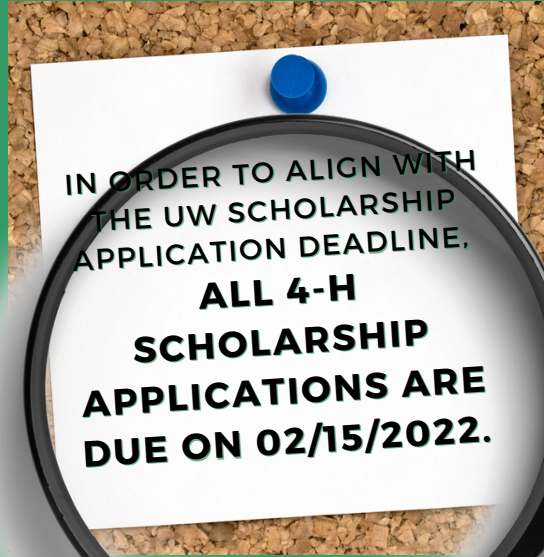 IN ORDER TO ALIGN WITH
THE UW SCHOLARSHIP
APPLICATION DEADLINE,
ALL 4-H
SCHOLARSHIP
APPLICATIONS ARE
DUE ON 02/15/2022.